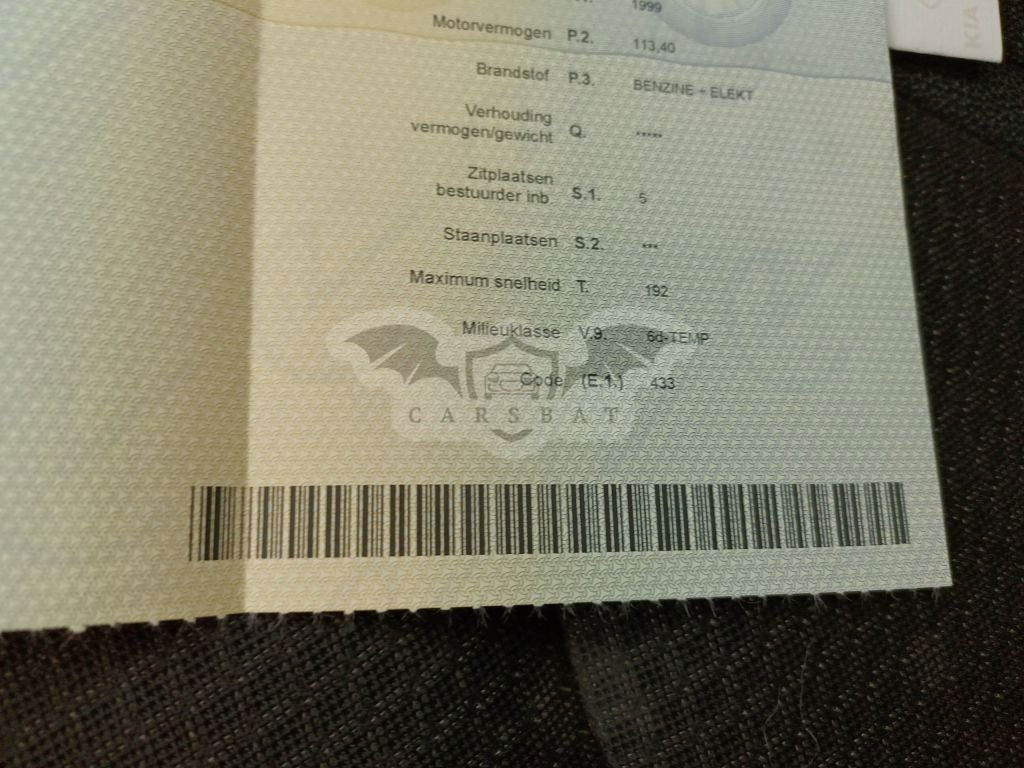 1999
Motorvermogen P.2. 113,40
Brandstof P.3. BENZINE + ELEKT
Verhouding
vermogen/gewicht Q. *****
Zitplaatsen
bestuurder inb. S.1. 5
Staanplaatsen S.2. ***
Maximum snelheid T. 192
Milieuklasse V.9. 6d-TEMP
Code (E.1.) 433
CARSBAT
KIA